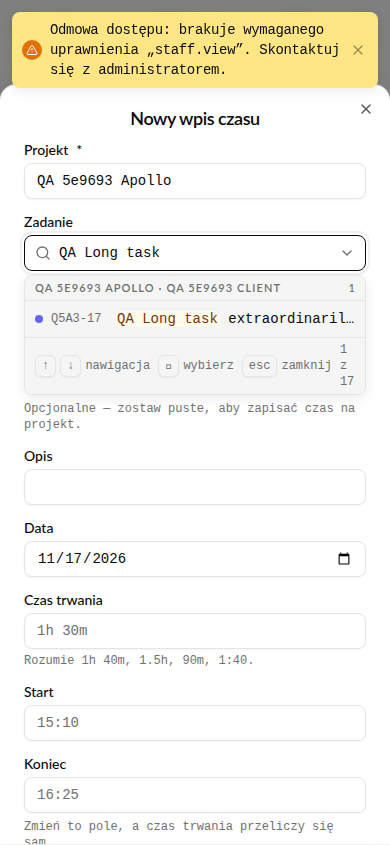 Odmowa dostępu: brakuje wymaganego
uprawnienia „staff.view”. Skontaktuj
się z administratorem.
Nowy wpis czasu
Projekt *
QA 5e9693 Apollo
Zadanie
QA Long task
QA 5E9693 APOLLO · QA 5E9693 CLIENT 1
Q5A3-17 QA Long task extraordinaril…
↑ ↓ nawigacja ↵ wybierz esc zamknij 1 z 17
Opcjonalne — zostaw puste, aby zapisać czas na
projekt.
Opis
Data
11/17/2026
Czas trwania
1h 30m
Rozumie 1h 40m, 1.5h, 90m, 1:40.
Start
15:10
Koniec
16:25
Zmień to pole, a czas trwania przeliczy się
sam.